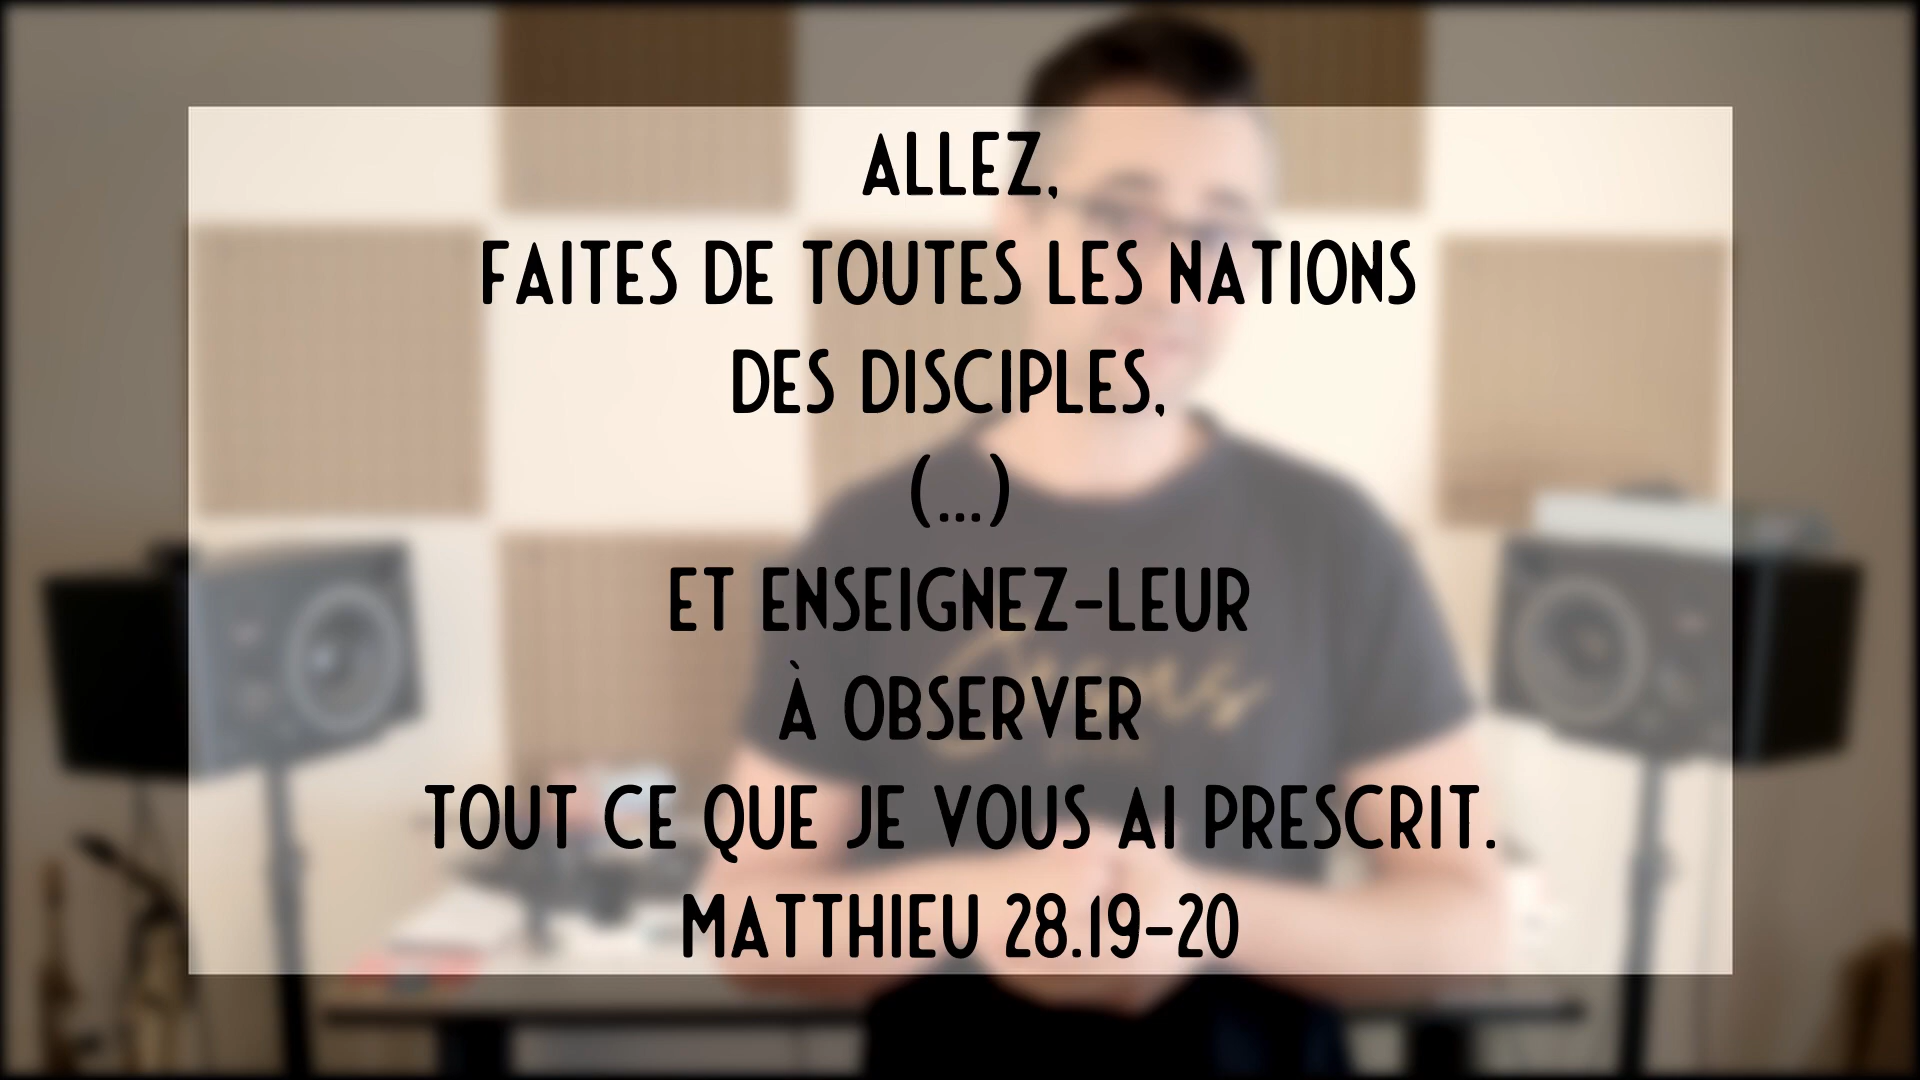 ALLEZ,
FAITES DE TOUTES LES NATIONS
DES DISCIPLES,
(...)
ET ENSEIGNEZ-LEUR
À OBSERVER
TOUT CE QUE JE VOUS AI PRESCRIT.
MATTHIEU 28.19-20